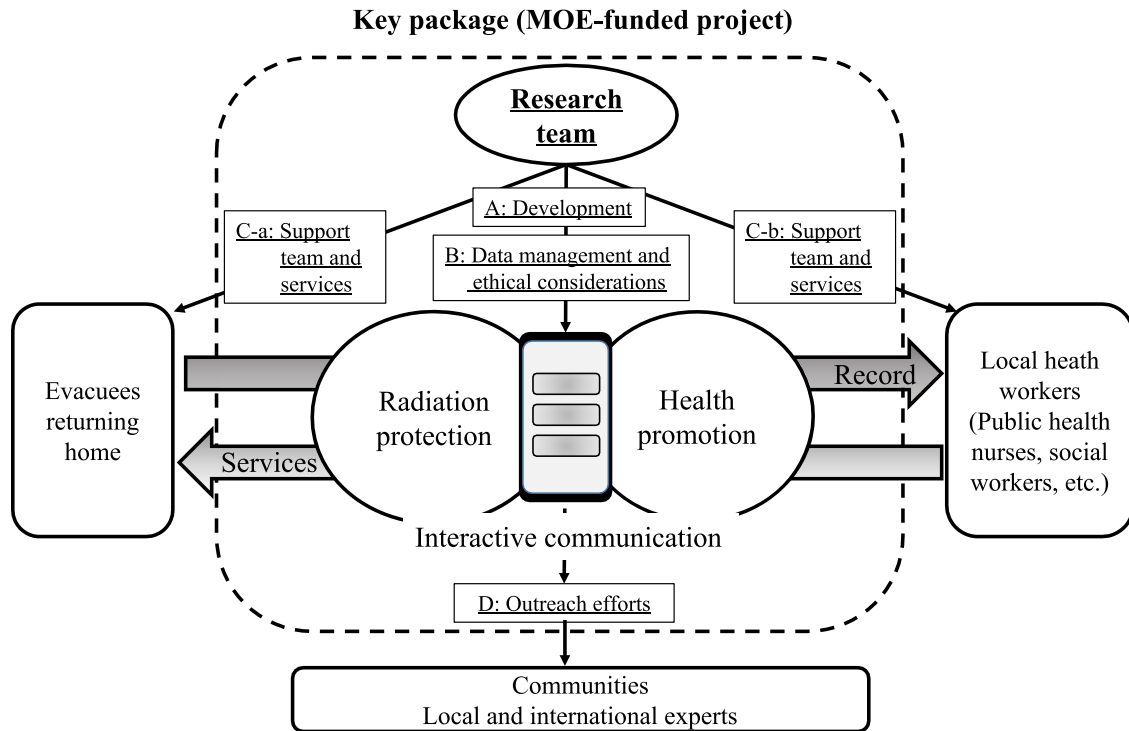 Key package (MOE-funded project)
Research
team
A: Development
C-a: Support
team and
services
B: Data management and
ethical considerations
C-b: Support
team and
services
Evacuees
returning
home
Radiation
protection
Health
promotion
Record
Services
Local heath
workers
(Public health
nurses, social
workers, etc.)
Interactive communication
D: Outreach efforts
Communities
Local and international experts